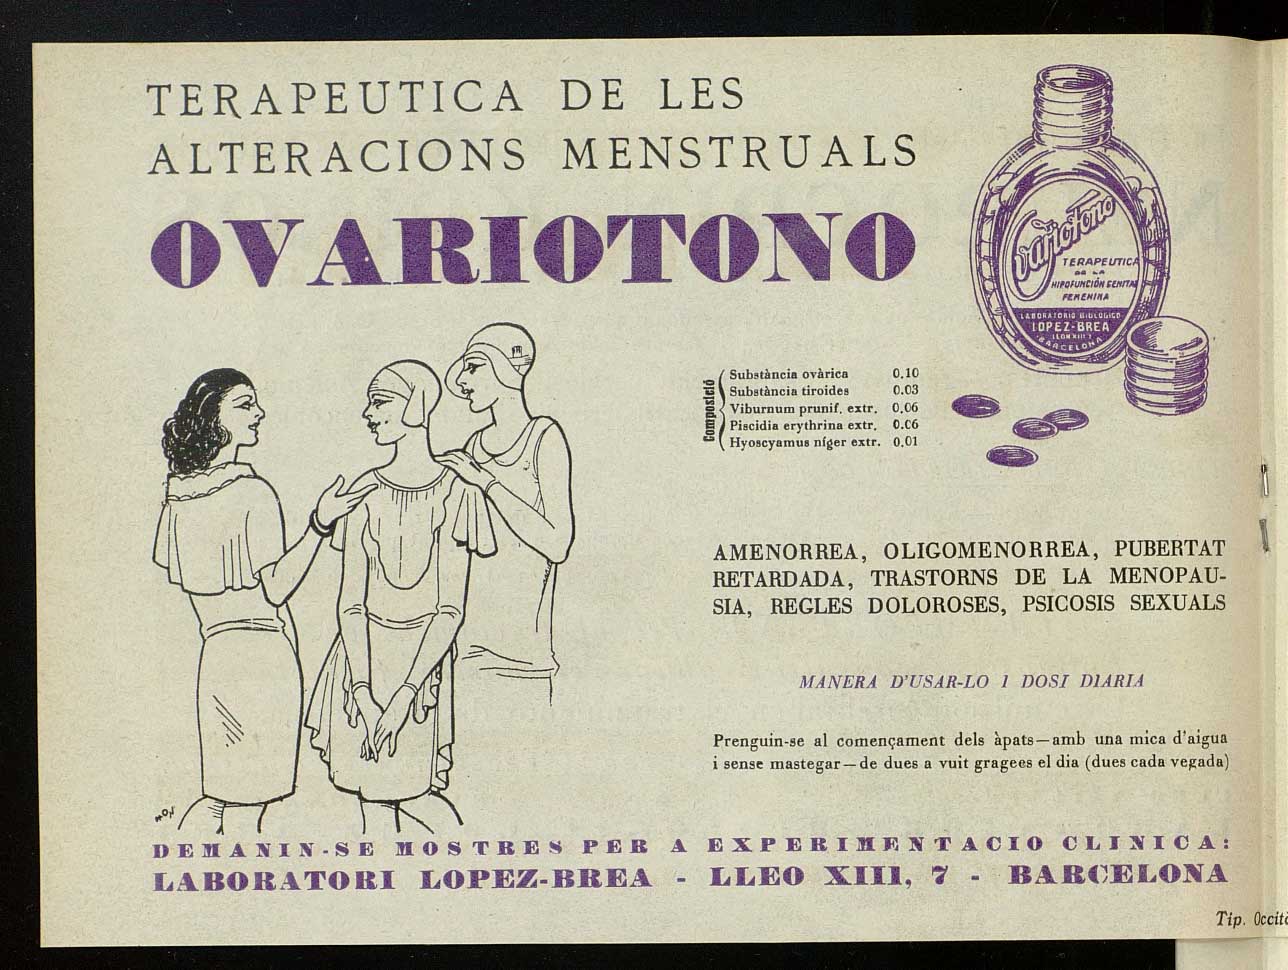 TERAPEUTICA DE LES
ALTERACIONS MENSTRUALS
OVARIOTONO
Ovariotono
TERAPEUTICA
DE LA
HIPOFUNCIÓN GENITAL
FEMENINA
LABORATORIO BIOLOGICO
LOPEZ-BREA
LEON XIII 7
BARCELONA
Composició
Substància ovàrica 0.10
Substància tiroides 0.03
Viburnum prunif. extr. 0.06
Piscidia erythrina extr. 0.06
Hyoscyamus níger extr. 0.01
AMENORREA, OLIGOMENORREA, PUBERTAT
RETARDADA, TRASTORNS DE LA MENOPAU-
SIA, REGLES DOLOROSES, PSICOSIS SEXUALS
MANERA D'USAR-LO I DOSI DIARIA
Prenguin-se al començament dels àpats—amb una mica d'aigua
i sense mastegar—de dues a vuit gragees el dia (dues cada vegada)
DEMANIN-SE MOSTRES PER A EXPERIMENTACIO CLINICA:
LABORATORI LOPEZ-BREA - LLEO XIII, 7 - BARCELONA
Tip.